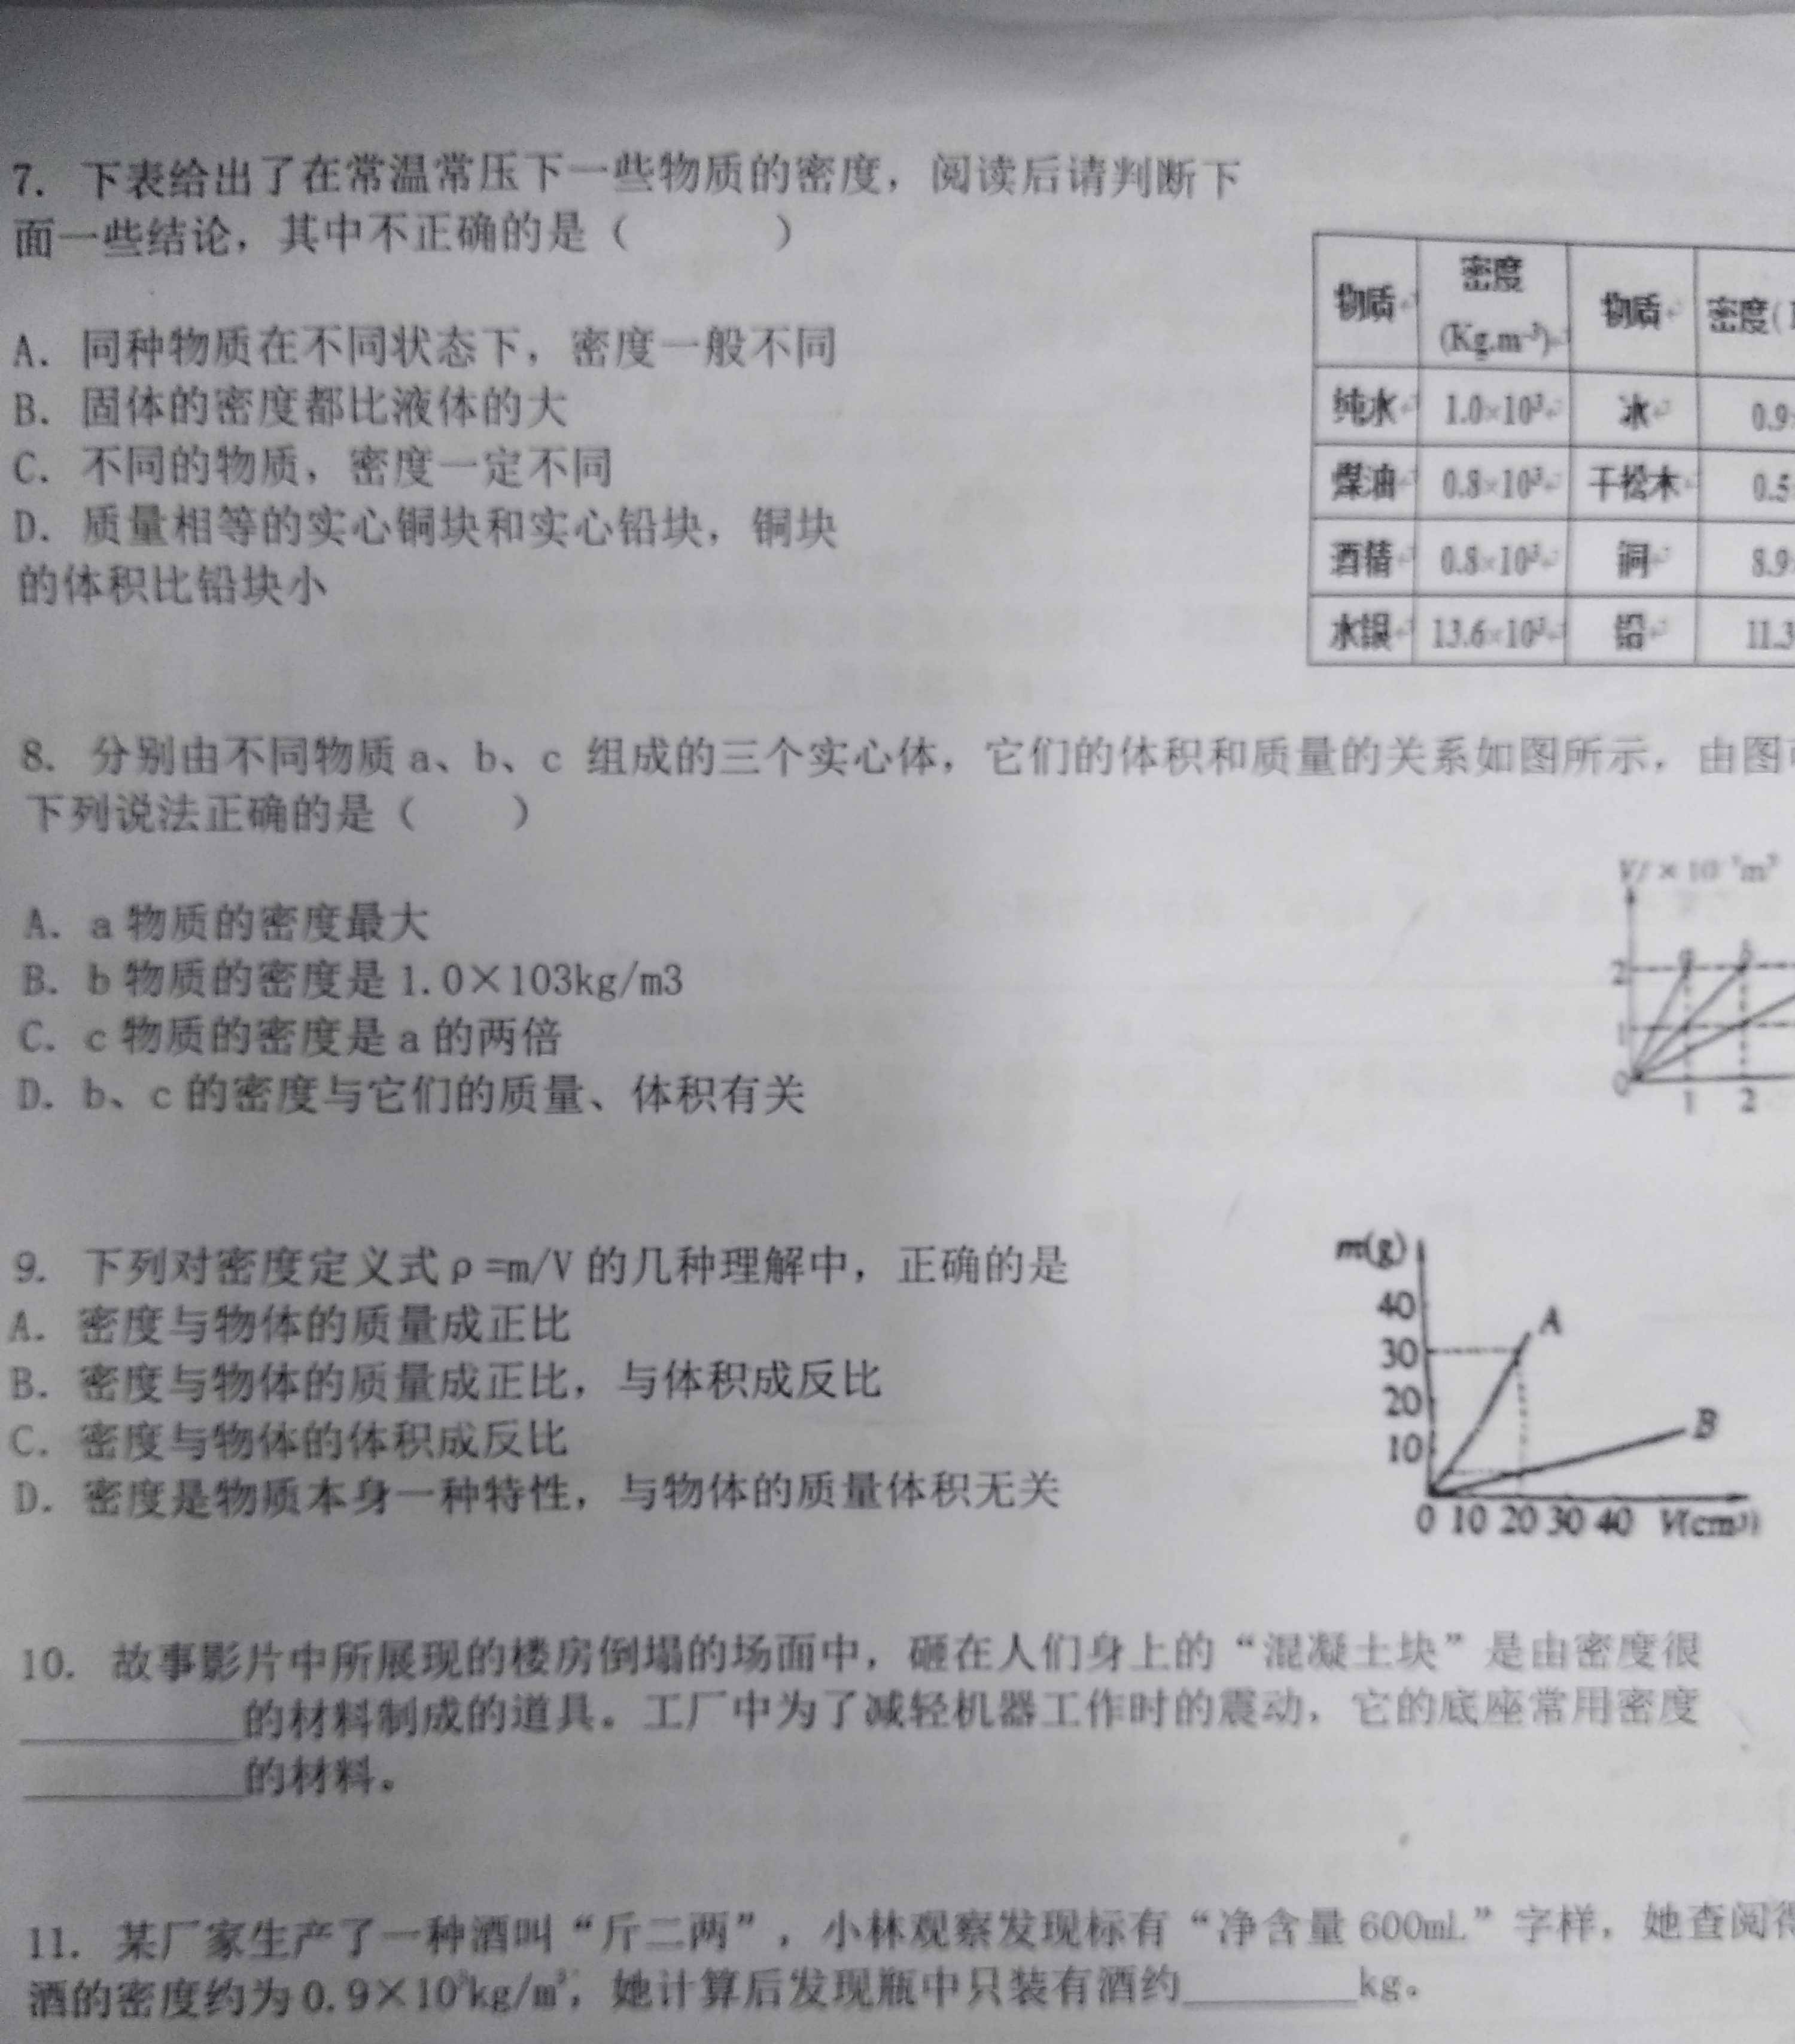 7. 下表给出了在常温常压下一些物质的密度，阅读后请判断下
面一些结论，其中不正确的是（    ）
A. 同种物质在不同状态下，密度一般不同
B. 固体的密度都比液体的大
C. 不同的物质，密度一定不同
D. 质量相等的实心铜块和实心铅块，铜块
的体积比铅块小
物质 密度 (Kg.m⁻³) 物质 密度(
纯水 1.0×10³ 冰 0.9
煤油 0.8×10³ 干松木 0.5
酒精 0.8×10³ 铜 8.9
水银 13.6×10³ 铅 11.3
8. 分别由不同物质 a、b、c 组成的三个实心体，它们的体积和质量的关系如图所示，由图
下列说法正确的是（    ）
A. a 物质的密度最大
B. b 物质的密度是 1.0×103kg/m3
C. c 物质的密度是 a 的两倍
D. b、c 的密度与它们的质量、体积有关
2 a b
1
0 1 2
9. 下列对密度定义式 ρ=m/V 的几种理解中，正确的是
A. 密度与物体的质量成正比
B. 密度与物体的质量成正比，与体积成反比
C. 密度与物体的体积成反比
D. 密度是物质本身一种特性，与物体的质量体积无关
m(g)
40 A
30
20 B
10
0 10 20 30 40 V(cm³)
10. 故事影片中所展现的楼房倒塌的场面中，砸在人们身上的“混凝土块”是由密度很
________的材料制成的道具。工厂中为了减轻机器工作时的震动，它的底座常用密度
________的材料。
11. 某厂家生产了一种酒叫“斤二两”，小林观察发现标有“净含量 600mL”字样，她查阅得
酒的密度约为 0.9×10³kg/m³，她计算后发现瓶中只装有酒约________kg。